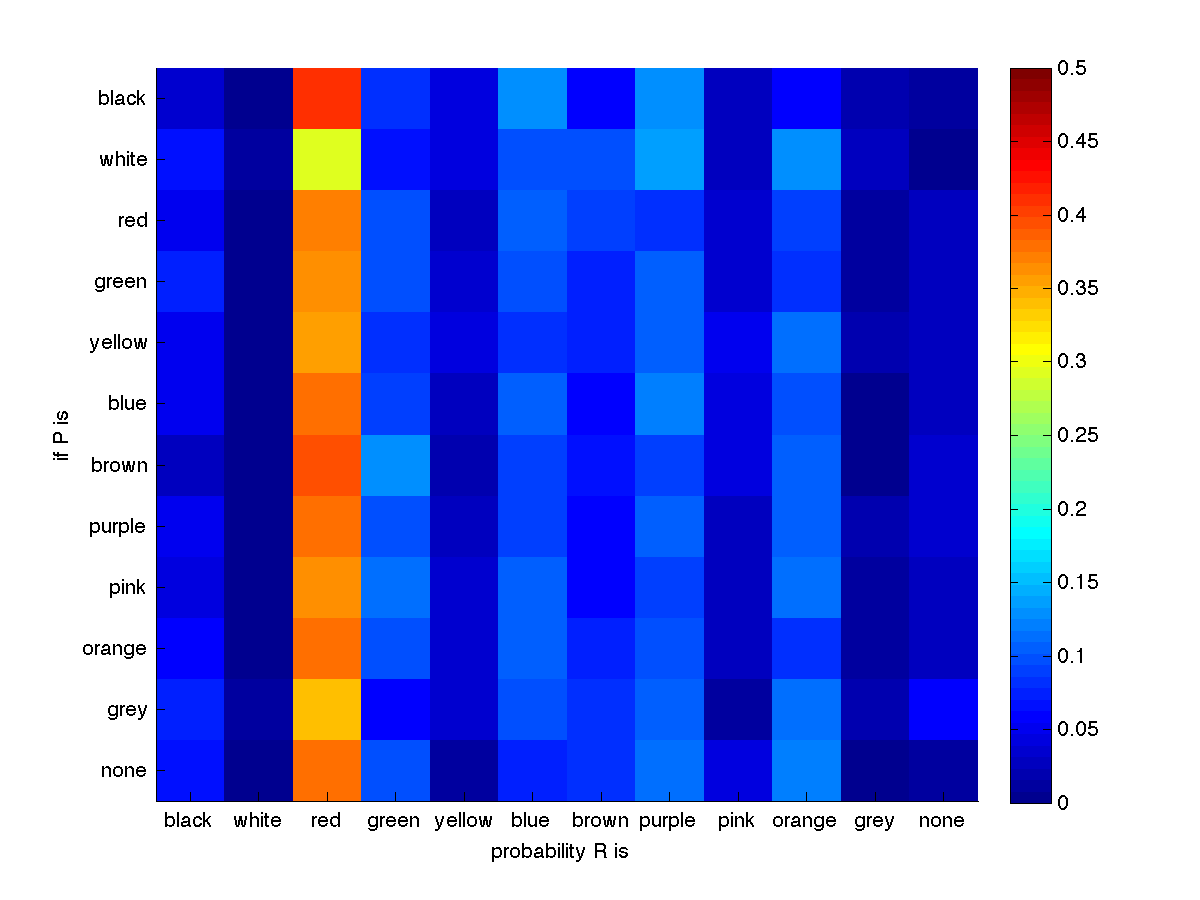 black
white
red
green
yellow
blue
brown
purple
pink
orange
grey
none
if P is
black white red green yellow blue brown purple pink orange grey none
probability R is
0.5
0.45
0.4
0.35
0.3
0.25
0.2
0.15
0.1
0.05
0